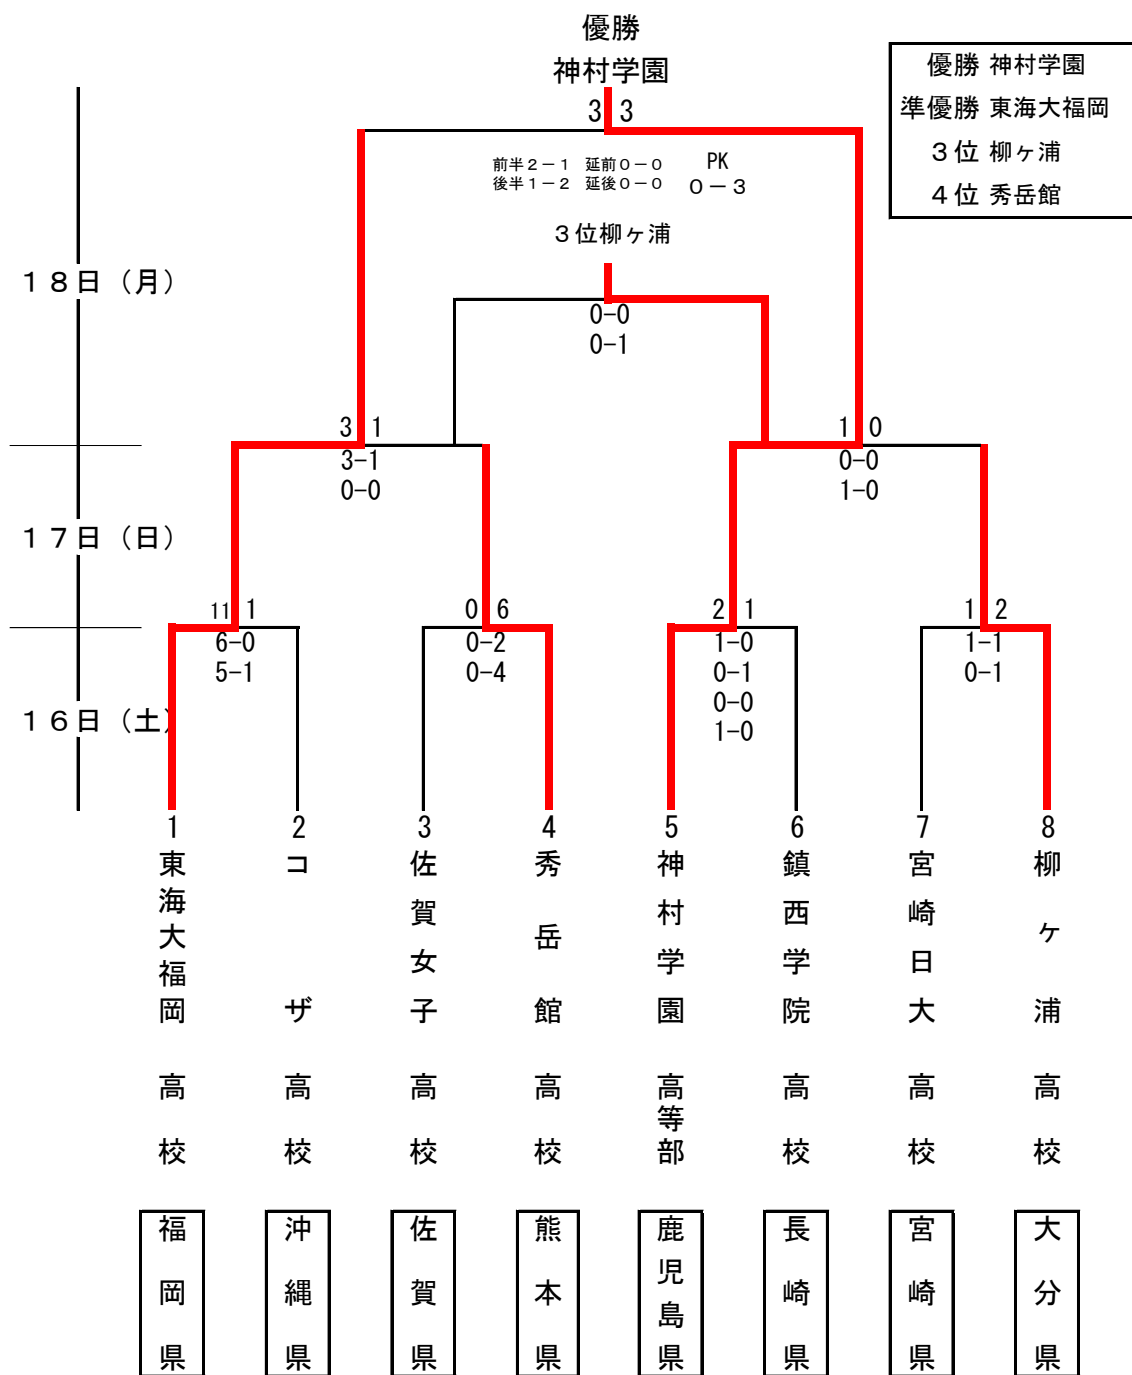 優勝
神村学園
優勝 神村学園
準優勝 東海大福岡
３位 柳ヶ浦
４位 秀岳館
3 3
前半２－１ 延前０－０
後半１－２ 延後０－０
PK
０－３
３位柳ヶ浦
１８日（月）
0-0
0-1
3 1
3-1
0-0
1 0
0-0
1-0
１７日（日）
11 1
6-0
5-1
0 6
0-2
0-4
2 1
1-0
0-1
0-0
1-0
1 2
1-1
0-1
１６日（土）
1
東海大福岡高校
福岡県
2
コザ高校
沖縄県
3
佐賀女子高校
佐賀県
4
秀岳館高校
熊本県
5
神村学園高等部
鹿児島県
6
鎮西学院高校
長崎県
7
宮崎日大高校
宮崎県
8
柳ヶ浦高校
大分県